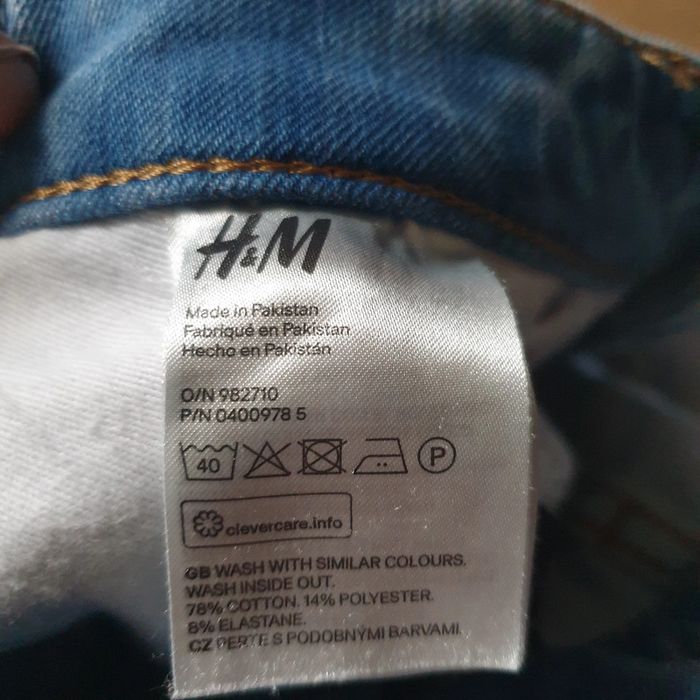 H&M
Made in Pakistan
Fabriqué en Pakistan
Hecho en Pakistán
O/N 982710
P/N 0400978 5
40 P
clevercare.info
GB WASH WITH SIMILAR COLOURS.
WASH INSIDE OUT.
78% COTTON. 14% POLYESTER.
8% ELASTANE.
CZ PERTE S PODOBNÝMI BARVAMI.